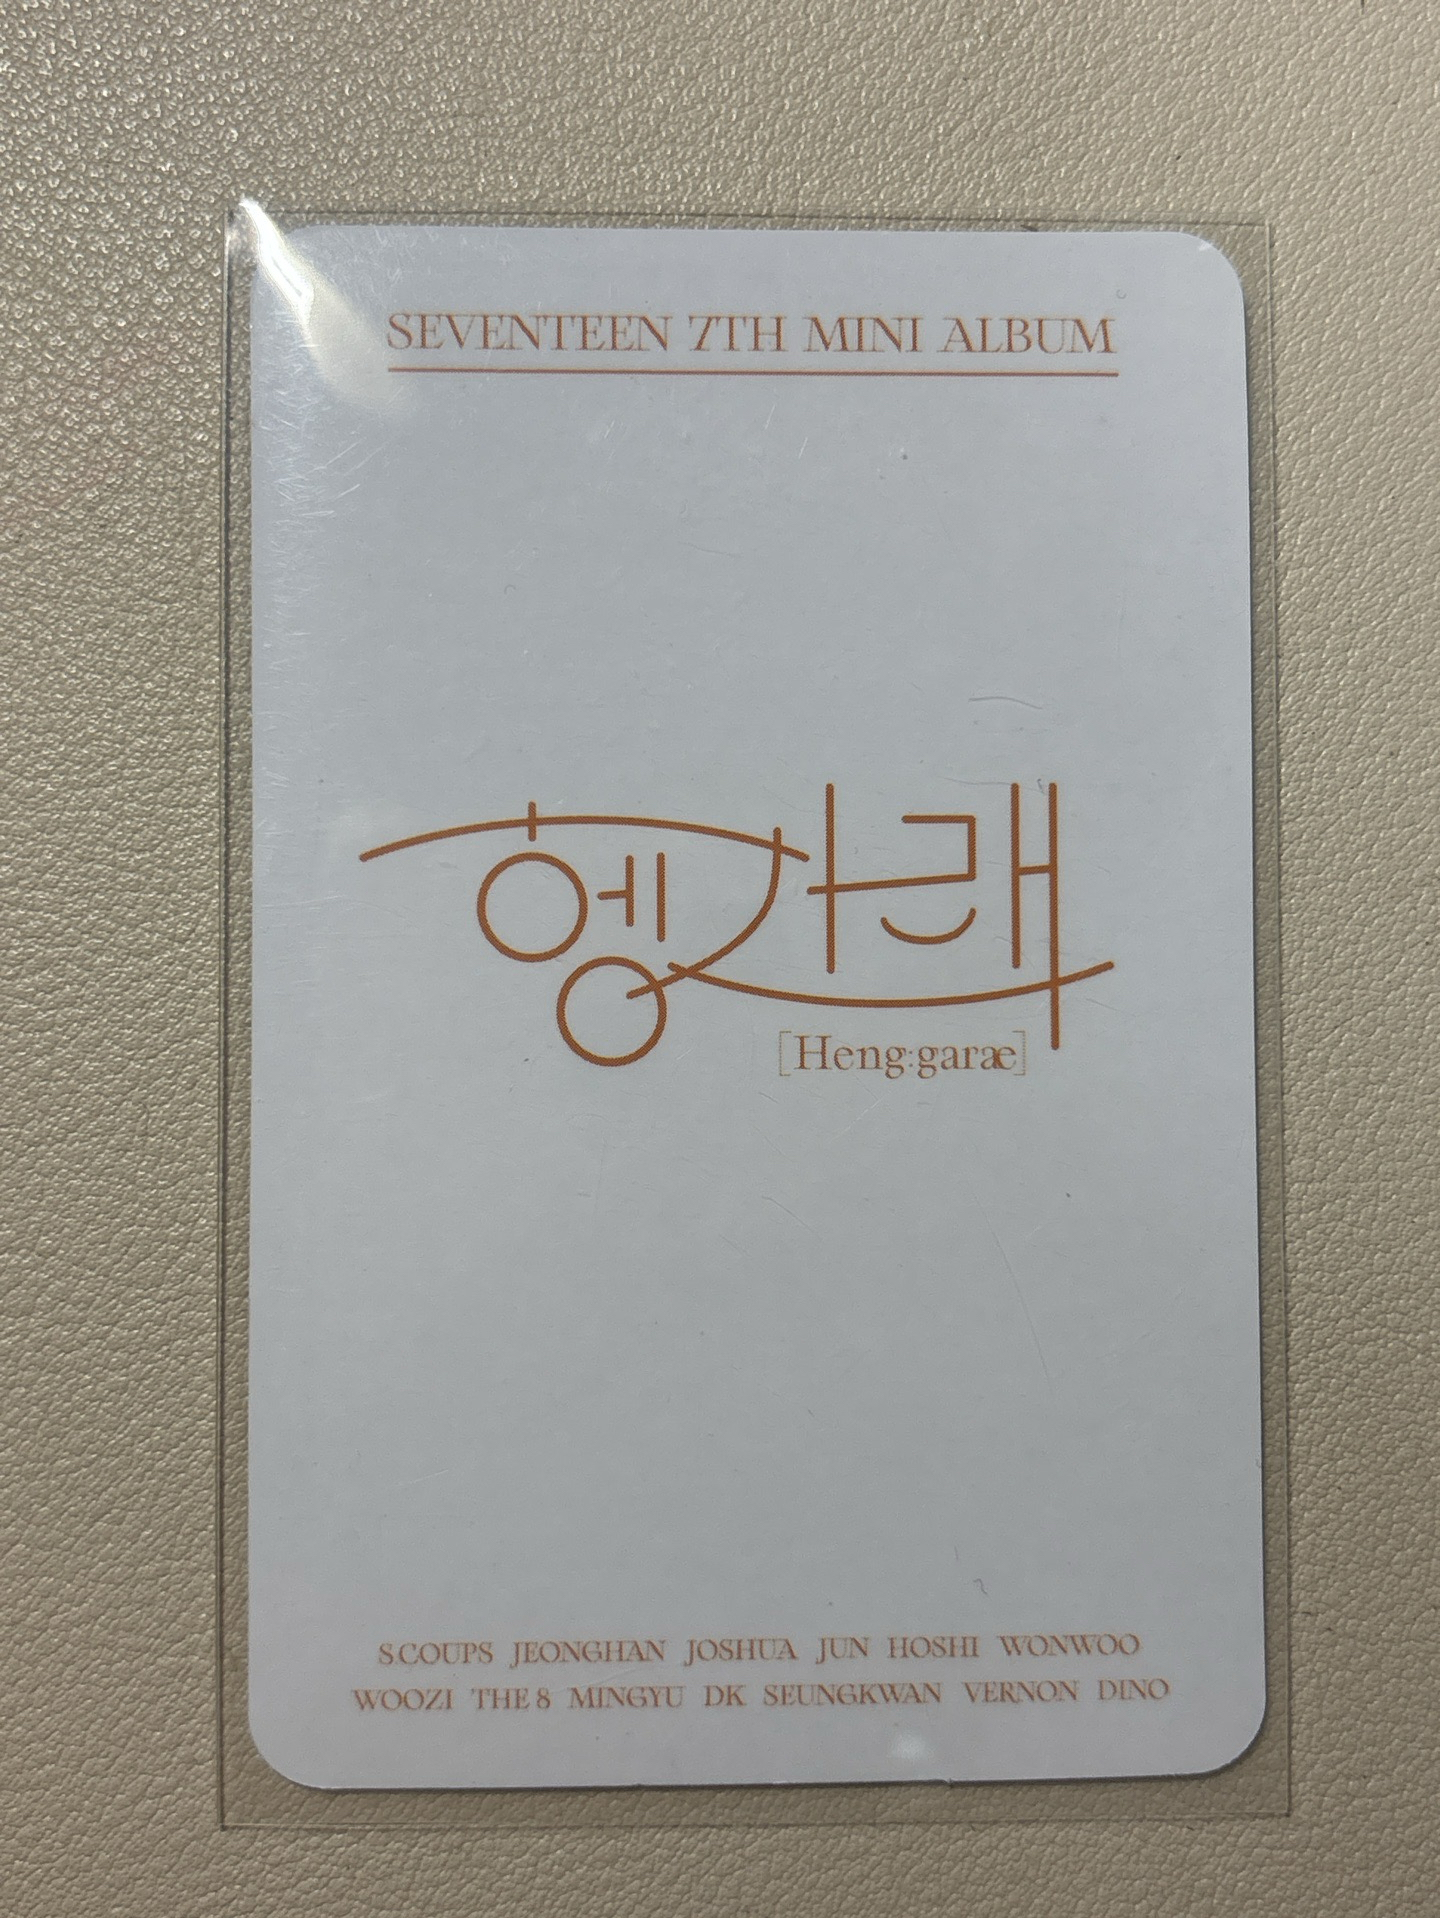 SEVENTEEN 7TH MINI ALBUM
헹가래
[Heng:garæ]
S.COUPS JEONGHAN JOSHUA JUN HOSHI WONWOO
WOOZI THE 8 MINGYU DK SEUNGKWAN VERNON DINO